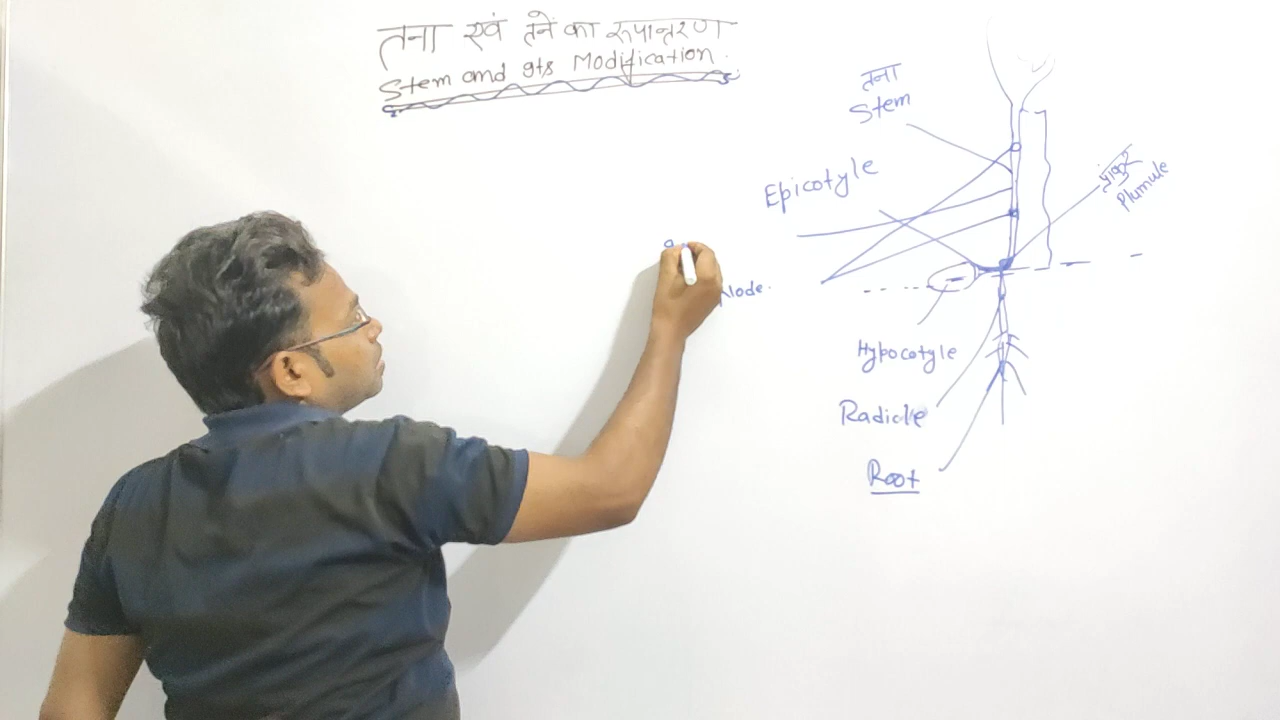 तना एवं तने का रूपान्तरण
Stem and Its Modification.
तना
Stem
Epicotyle
प्रांकुर
Plumule
Node.
Hypocotyle
Radicle
Root